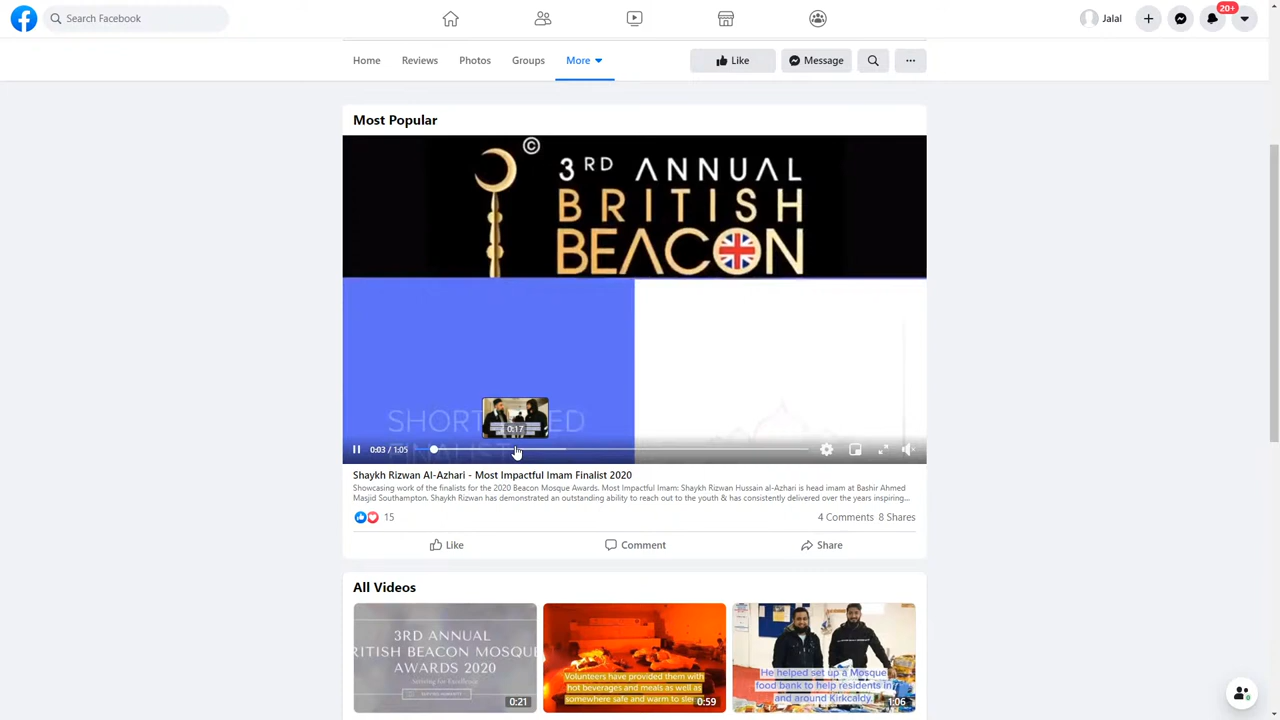 Search Facebook
Jalal
20+
Home Reviews Photos Groups More Like Message
Most Popular
© 3RD ANNUAL
BRITISH
BEACON
SHORT ED
FINALIST
0:17
0:03 / 1:05
Shaykh Rizwan Al-Azhari - Most Impactful Imam Finalist 2020
Showcasing work of the finalists for the 2020 Beacon Mosque Awards. Most Impactful Imam: Shaykh Rizwan Hussain al-Azhari is head imam at Bashir Ahmed
Masjid Southampton. Shaykh Rizwan has demonstrated an outstanding ability to reach out to the youth & has consistently delivered over the years inspiring...
15 4 Comments 8 Shares
Like Comment Share
All Videos
3RD ANNUAL
RITISH BEACON MOSQUE
AWARDS 2020
0:21
Volunteers have provided them with
hot beverages and meals as well as
somewhere safe and warm to sle
0:59
He helped set up a Mosque
food bank to help residents in
and around Kirkcaldy.
1:06